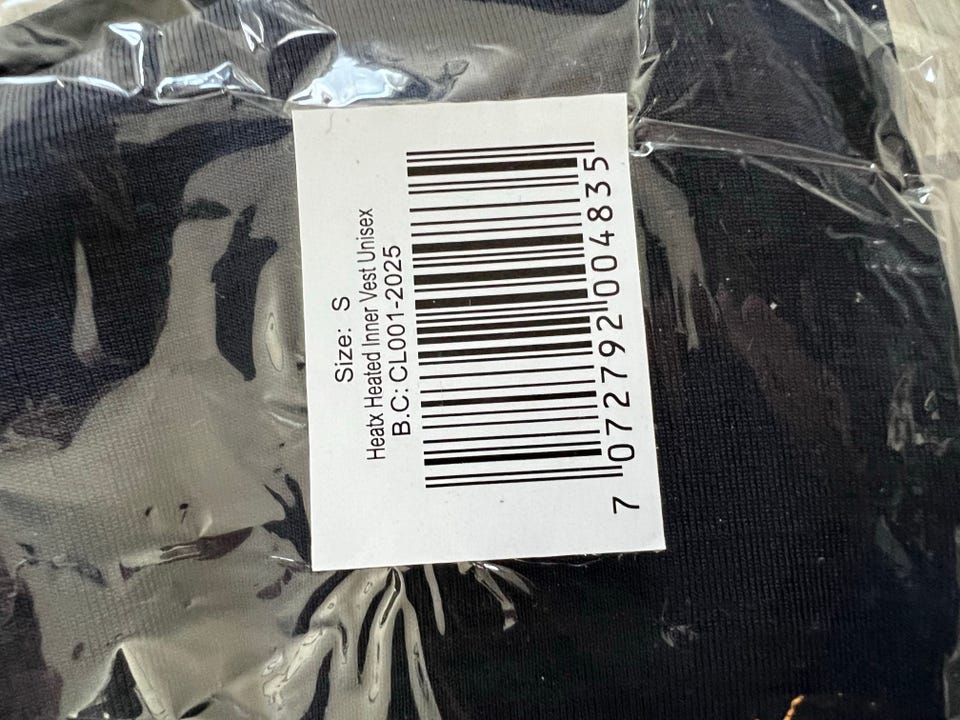 Size: S
Heatx Heated Inner Vest Unisex
B.C: CL001-2025
7 072792 004835